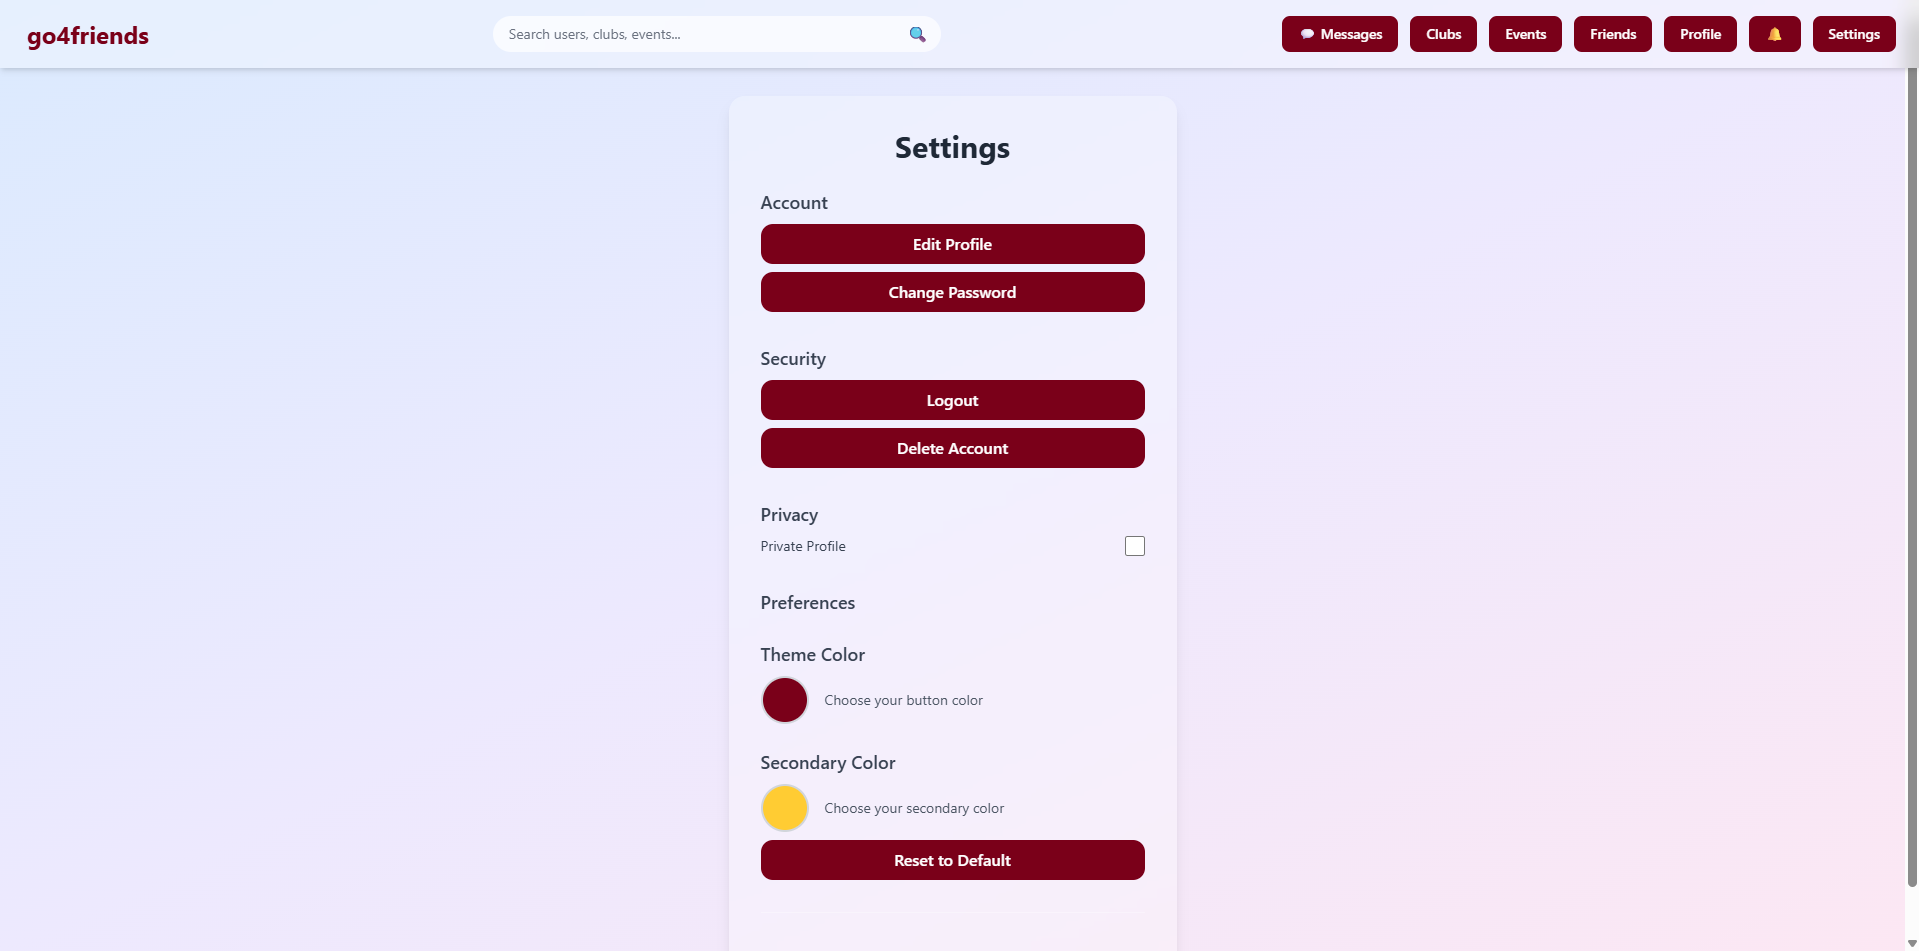 go4friends
Search users, clubs, events...
Messages
Clubs
Events
Friends
Profile
Settings
Settings
Account
Edit Profile
Change Password
Security
Logout
Delete Account
Privacy
Private Profile
Preferences
Theme Color
Choose your button color
Secondary Color
Choose your secondary color
Reset to Default